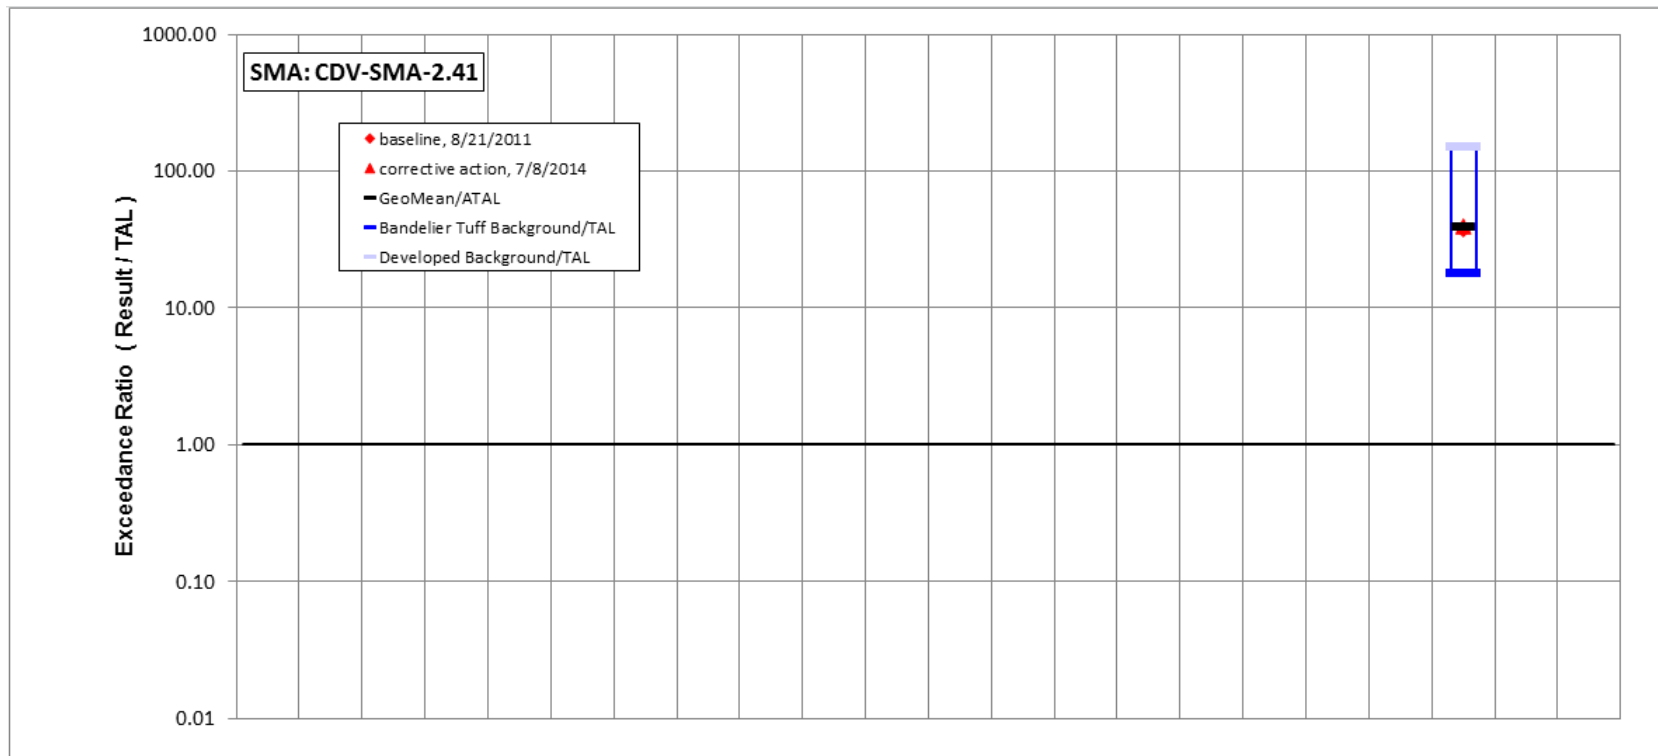 1000.00
SMA: CDV-SMA-2.41
baseline, 8/21/2011
corrective action, 7/8/2014
GeoMean/ATAL
Bandelier Tuff Background/TAL
Developed Background/TAL
100.00
10.00
1.00
0.10
0.01
Exceedance Ratio ( Result / TAL )